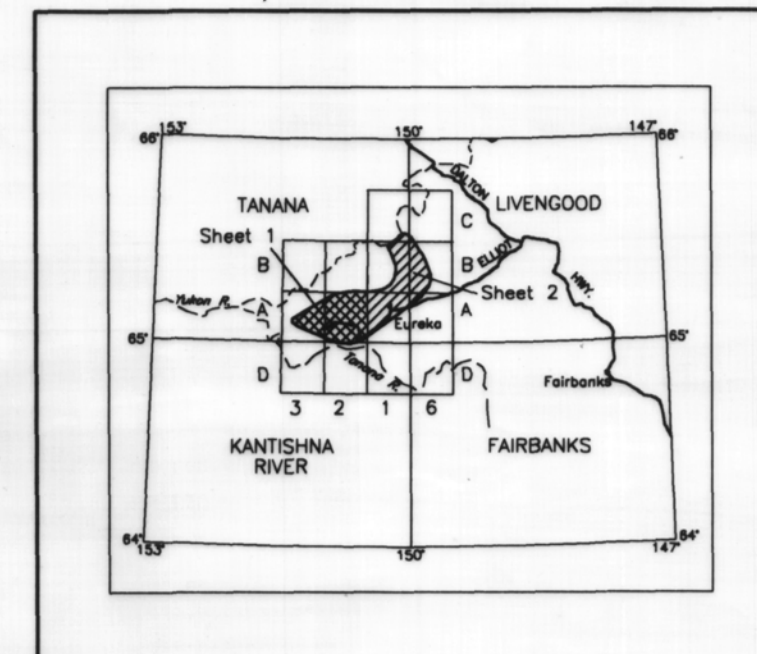 153° 150° 147°
66° 66°
DALTON
TANANA LIVENGOOD
C
Sheet 1
ELLIOT
B B
HWY.
Sheet 2
Yukon R.
A A
Eureka
65° 65°
Tanana R.
D D
Fairbanks
3 2 1 6
KANTISHNA FAIRBANKS
RIVER
64° 64°
153° 150° 147°